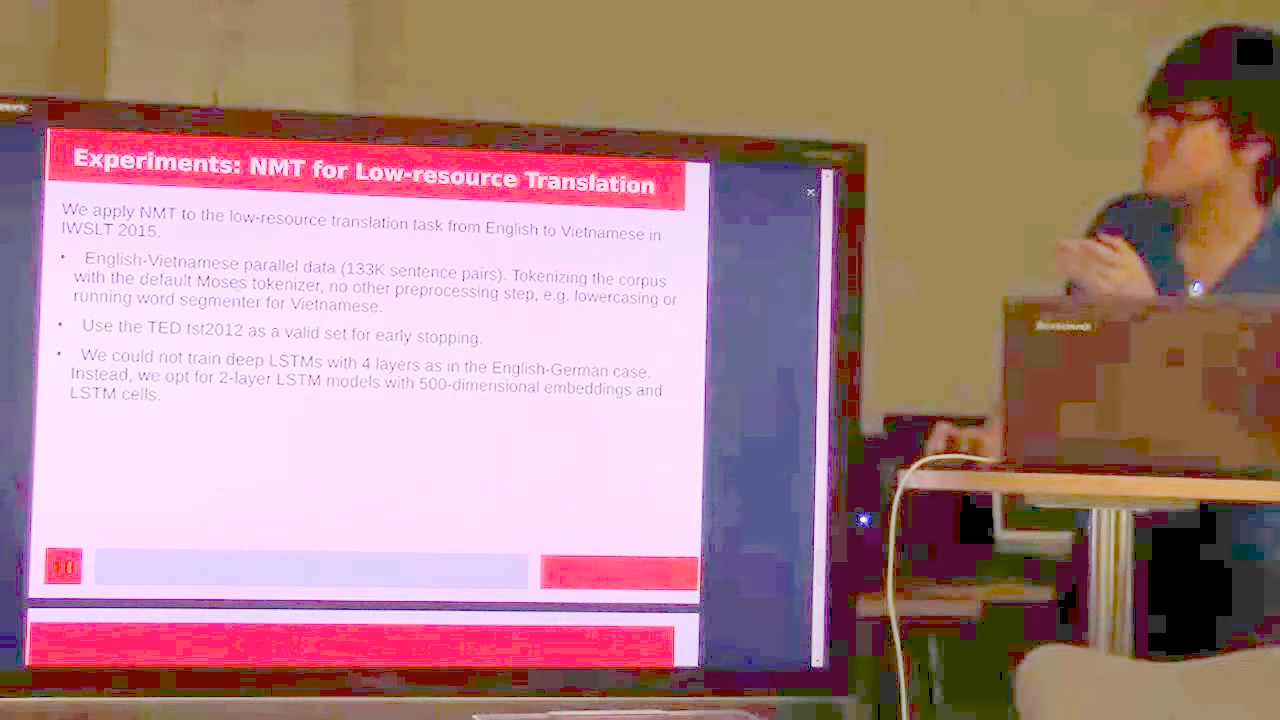 Experiments: NMT for Low-resource Translation
We apply NMT to the low-resource translation task from English to Vietnamese in
IWSLT 2015.
• English-Vietnamese parallel data (133K sentence pairs). Tokenizing the corpus
with the default Moses tokenizer, no other preprocessing step, e.g. lowercasing or
running word segmenter for Vietnamese.
• Use the TED tst2012 as a valid set for early stopping.
• We could not train deep LSTMs with 4 layers as in the English-German case.
Instead, we opt for 2-layer LSTM models with 500-dimensional embeddings and
LSTM cells.
10
lenovo